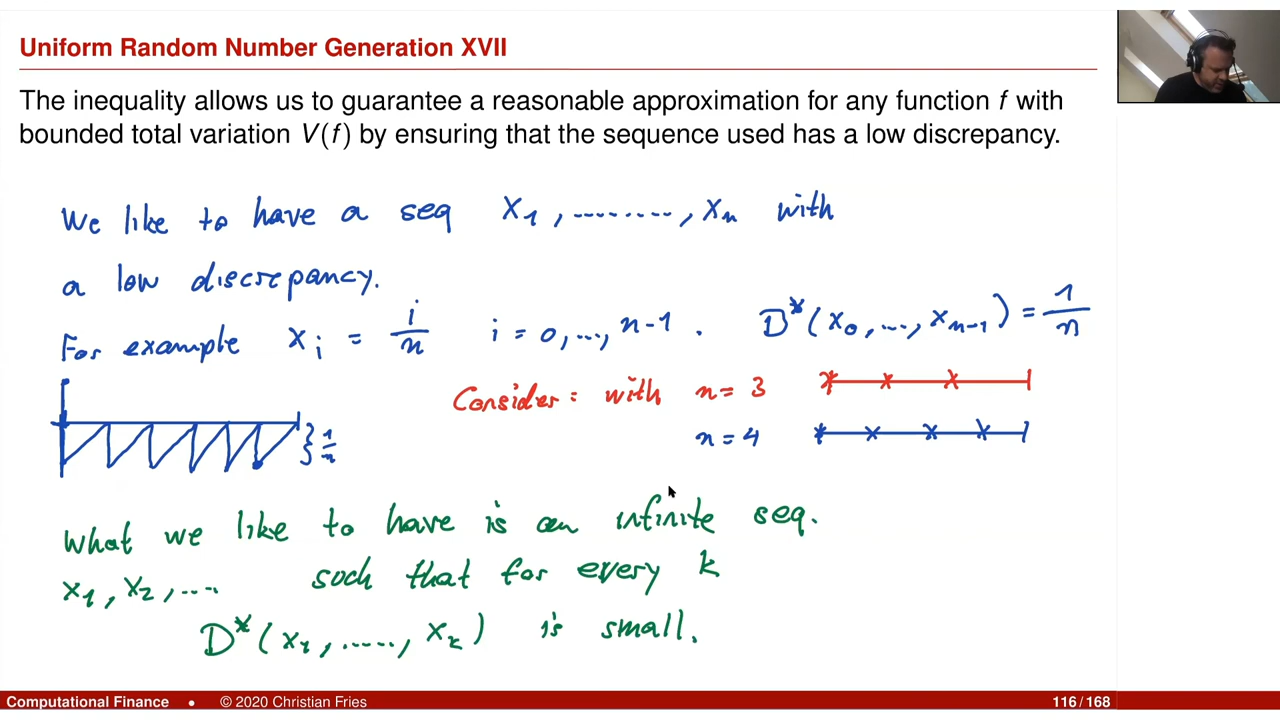 Uniform Random Number Generation XVII
The inequality allows us to guarantee a reasonable approximation for any function f with
bounded total variation V(f) by ensuring that the sequence used has a low discrepancy.
We like to have a seq x₁, ........, xₙ with
a low discrepancy.
For example xᵢ = i/n i = 0, ..., n-1 . D*(x₀, ..., xₙ₋₁) = 1/n
Consider: with n = 3
n = 4
} 1/n
What we like to have is an infinite seq.
x₁, x₂, ... such that for every k
D*(x₁, ....., xₖ) is small.
Computational Finance • © 2020 Christian Fries 116 / 168